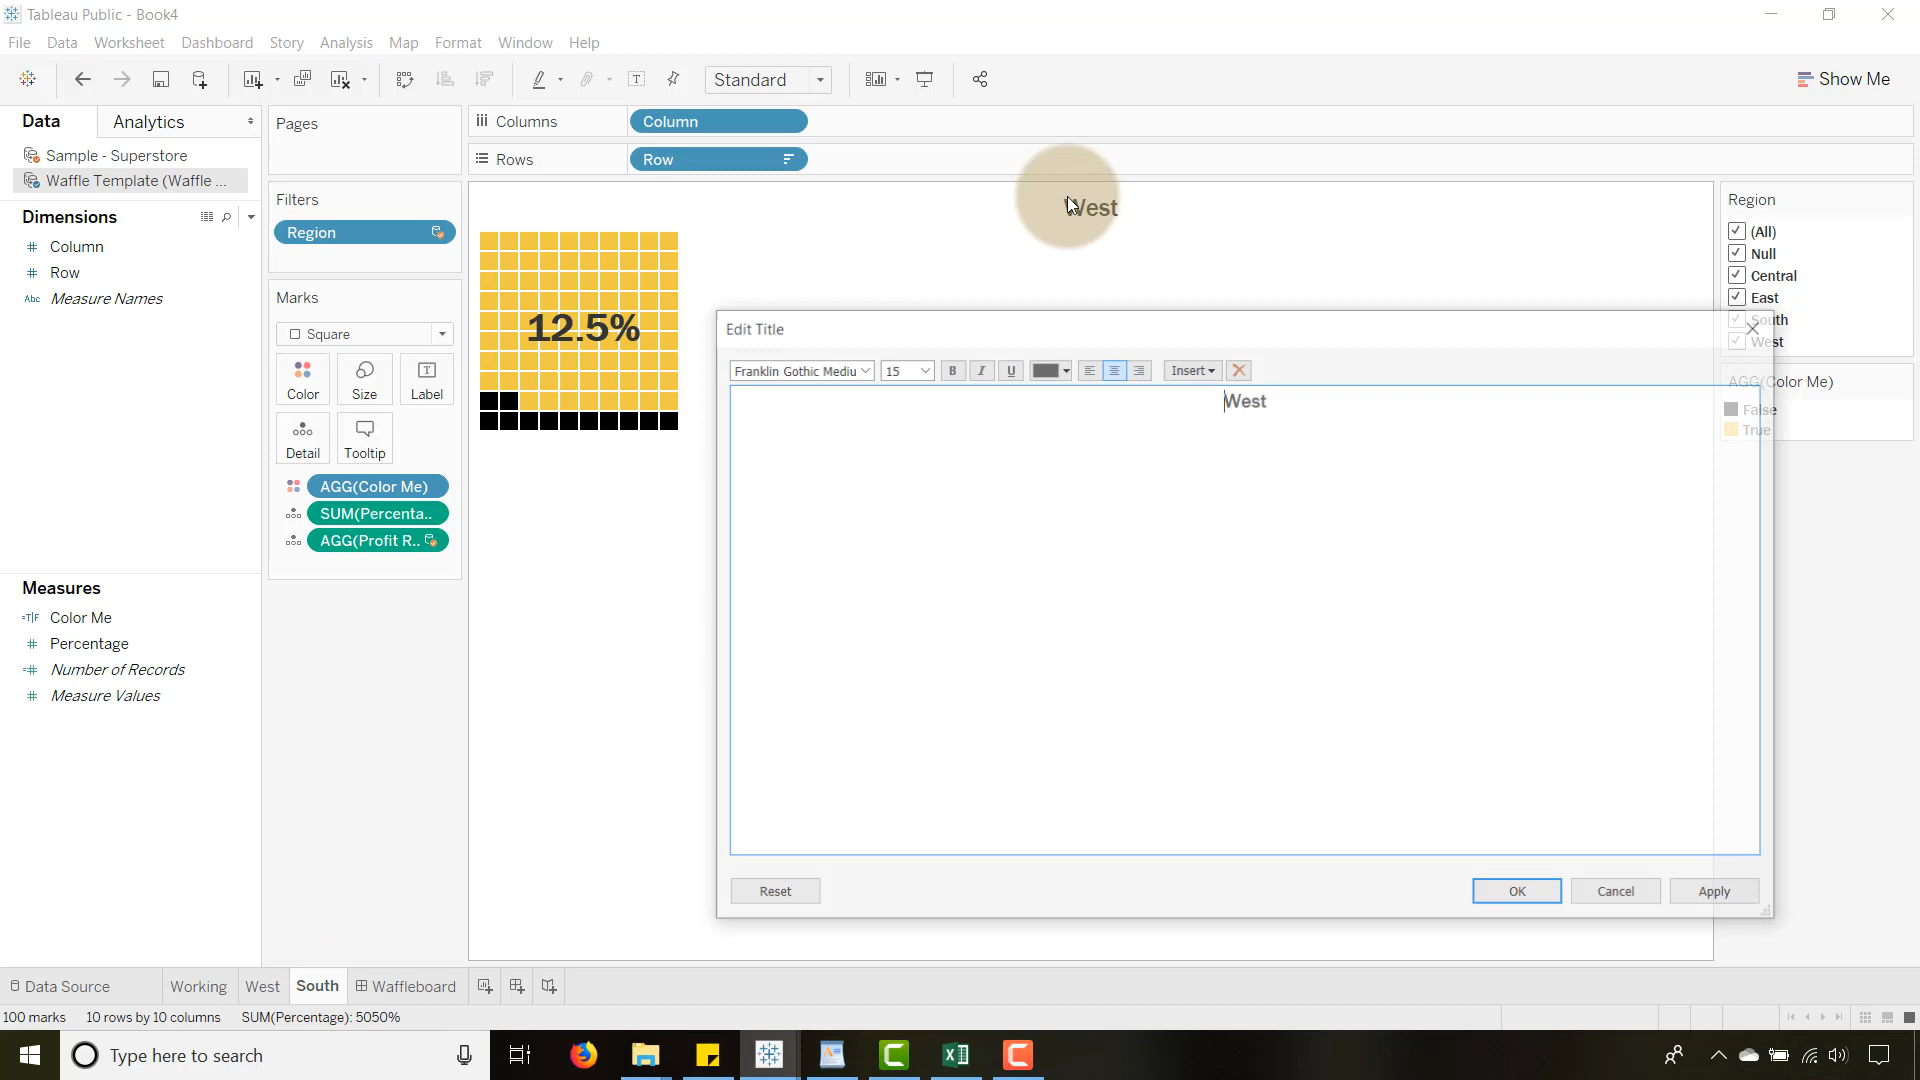 Tableau Public - Book4
File Data Worksheet Dashboard Story Analysis Map Format Window Help
Standard
Show Me
Data Analytics
Sample - Superstore
Waffle Template (Waffle ...
Dimensions
Column
Row
Abc Measure Names
Measures
Color Me
Percentage
Number of Records
Measure Values
Pages
Filters
Region
Marks
Square
Color Size Label
Detail Tooltip
AGG(Color Me)
SUM(Percenta..
AGG(Profit R..
Columns Column
Rows Row
West
12.5%
Edit Title
Franklin Gothic Mediu 15 B I U Insert
West
Reset OK Cancel Apply
Region
(All)
Null
Central
East
South
West
AGG(Color Me)
False
True
Data Source Working West South Waffleboard
100 marks 10 rows by 10 columns SUM(Percentage): 5050%
Type here to search